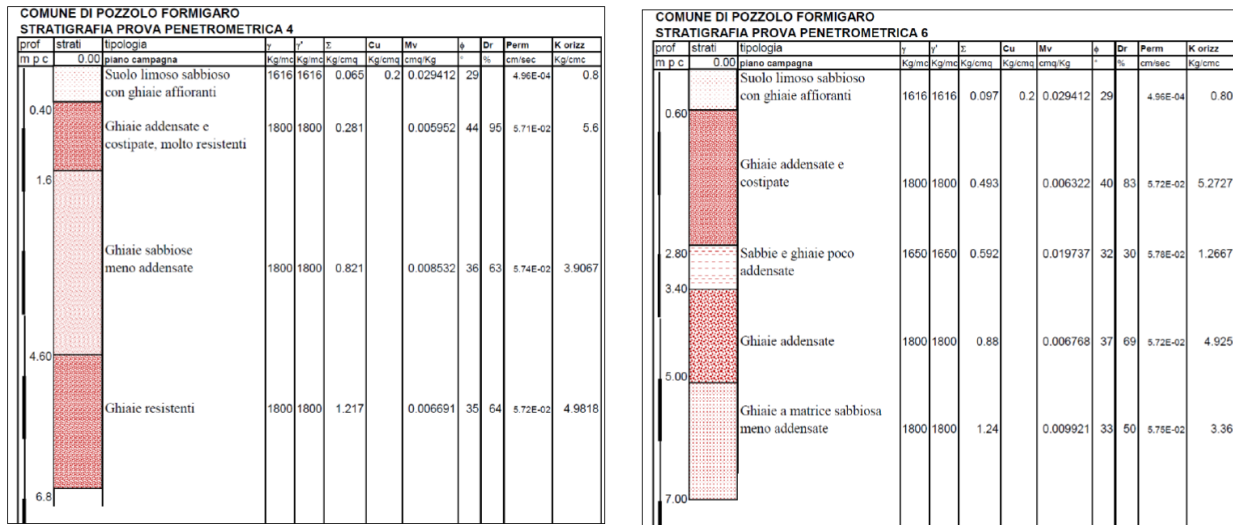 COMUNE DI POZZOLO FORMIGARO
STRATIGRAFIA PROVA PENETROMETRICA 4
prof strati tipologia γ γ' Σ Cu Mv ϕ Dr Perm K orizz
m p c 0.00 piano campagna Kg/mc Kg/mc Kg/cmq Kg/cmq cmq/Kg ° % cm/sec Kg/cmc
Suolo limoso sabbioso 1616 1616 0.065 0.2 0.029412 29 4.96E-04 0.8
con ghiaie affioranti
0.40
Ghiaie addensate e 1800 1800 0.281 0.005952 44 95 5.71E-02 5.6
costipate, molto resistenti
1.6
Ghiaie sabbiose
meno addensate 1800 1800 0.821 0.008532 36 63 5.74E-02 3.9067
4.60
Ghiaie resistenti 1800 1800 1.217 0.006691 35 64 5.72E-02 4.9818
6.8
COMUNE DI POZZOLO FORMIGARO
STRATIGRAFIA PROVA PENETROMETRICA 6
prof strati tipologia γ γ' Σ Cu Mv ϕ Dr Perm K orizz
m p c 0.00 piano campagna Kg/mc Kg/mc Kg/cmq Kg/cmq cmq/Kg ° % cm/sec Kg/cmc
Suolo limoso sabbioso
con ghiaie affioranti 1616 1616 0.097 0.2 0.029412 29 4.96E-04 0.80
0.60
Ghiaie addensate e
costipate 1800 1800 0.493 0.006322 40 83 5.72E-02 5.2727
2.80 Sabbie e ghiaie poco 1650 1650 0.592 0.019737 32 30 5.78E-02 1.2667
addensate
3.40
Ghiaie addensate 1800 1800 0.88 0.006768 37 69 5.72E-02 4.925
5.00
Ghiaie a matrice sabbiosa
meno addensate 1800 1800 1.24 0.009921 33 50 5.75E-02 3.36
7.00